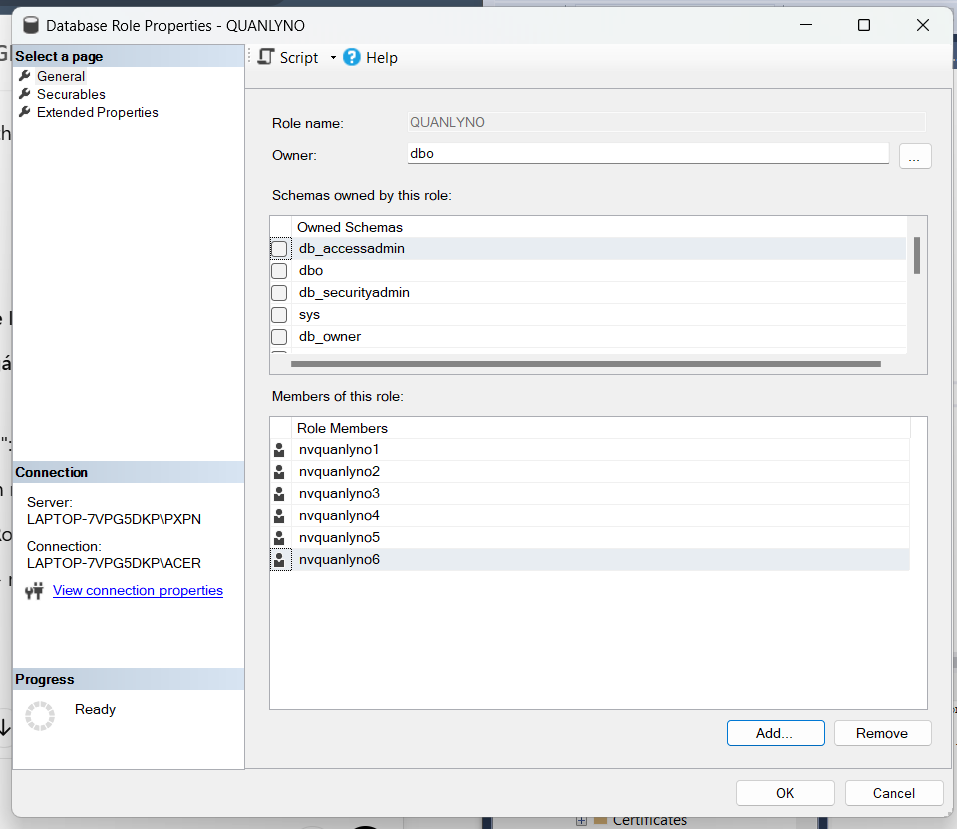 Database Role Properties - QUANLYNO
Select a page
General
Securables
Extended Properties
Script
Help
Role name:
QUANLYNO
Owner:
dbo
...
Schemas owned by this role:
Owned Schemas
db_accessadmin
dbo
db_securityadmin
sys
db_owner
Members of this role:
Role Members
nvquanlyno1
nvquanlyno2
nvquanlyno3
nvquanlyno4
nvquanlyno5
nvquanlyno6
Connection
Server:
LAPTOP-7VPG5DKP\PXPN
Connection:
LAPTOP-7VPG5DKP\ACER
View connection properties
Progress
Ready
Add...
Remove
OK
Cancel
Certificates